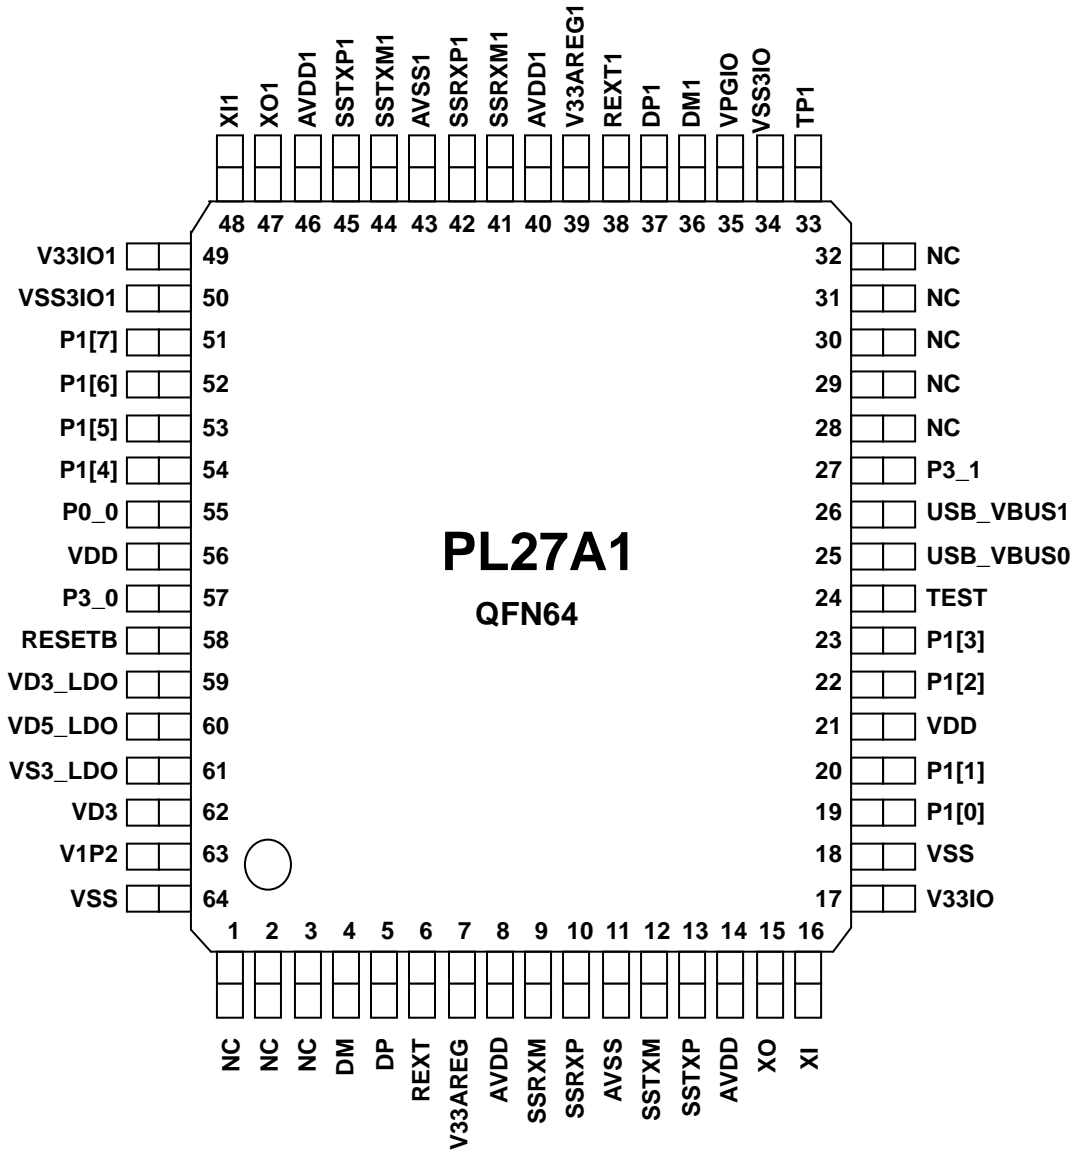 XI1
XO1
AVDD1
SSTXP1
SSTXM1
AVSS1
SSRXP1
SSRXM1
AVDD1
V33AREG1
REXT1
DP1
DM1
VPGIO
VSS3IO
TP1
48 47 46 45 44 43 42 41 40 39 38 37 36 35 34 33
V33IO1 49
VSS3IO1 50
P1[7] 51
P1[6] 52
P1[5] 53
P1[4] 54
P0_0 55
VDD 56
P3_0 57
RESETB 58
VD3_LDO 59
VD5_LDO 60
VS3_LDO 61
VD3 62
V1P2 63
VSS 64
PL27A1
QFN64
32 NC
31 NC
30 NC
29 NC
28 NC
27 P3_1
26 USB_VBUS1
25 USB_VBUS0
24 TEST
23 P1[3]
22 P1[2]
21 VDD
20 P1[1]
19 P1[0]
18 VSS
17 V33IO
1 2 3 4 5 6 7 8 9 10 11 12 13 14 15 16
NC
NC
NC
DM
DP
REXT
V33AREG
AVDD
SSRXM
SSRXP
AVSS
SSTXM
SSTXP
AVDD
XO
XI